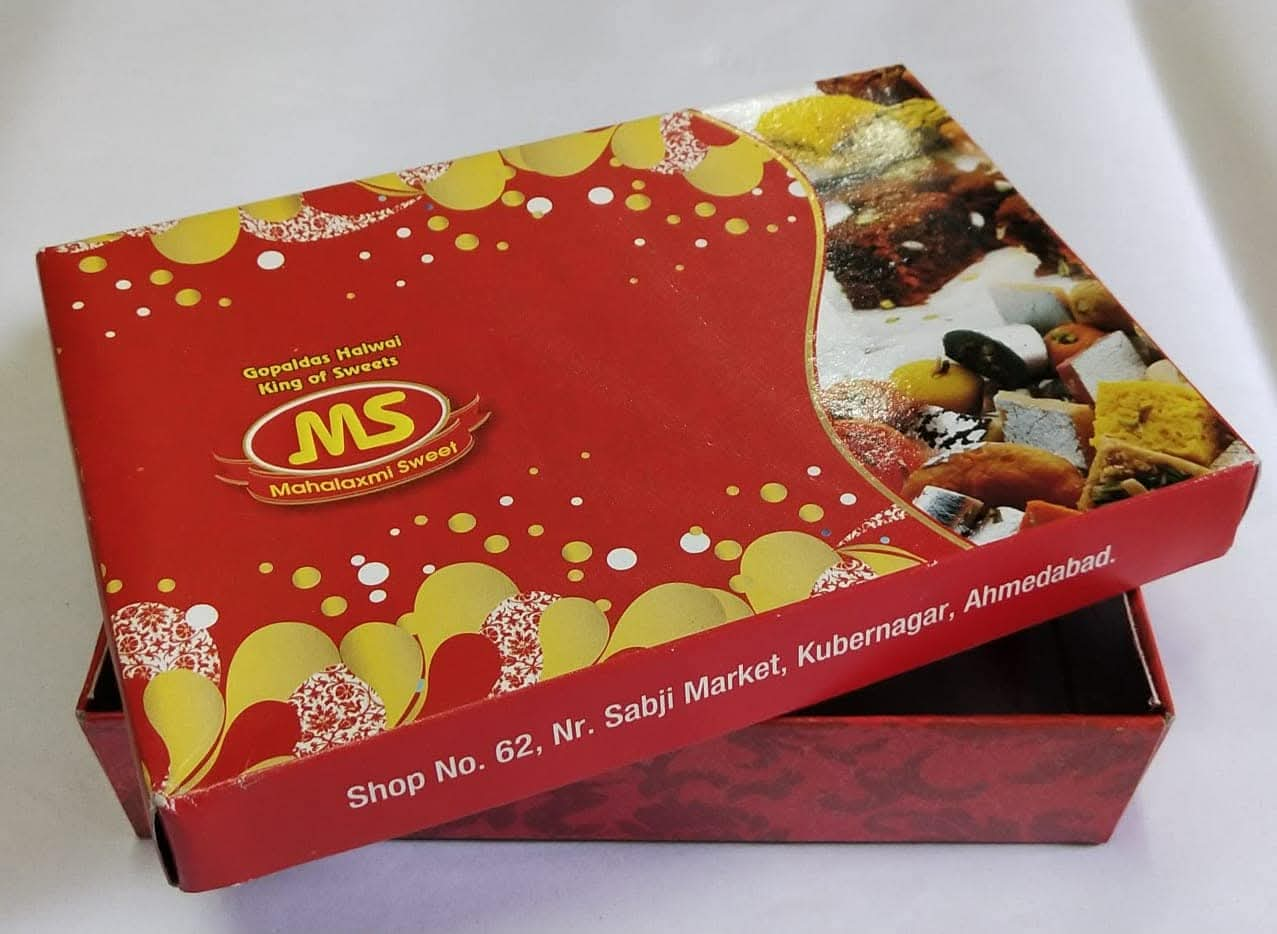 Gopaldas Halwai
King of Sweets
MS
Mahalaxmi Sweet
Shop No. 62, Nr. Sabji Market, Kubernagar, Ahmedabad.